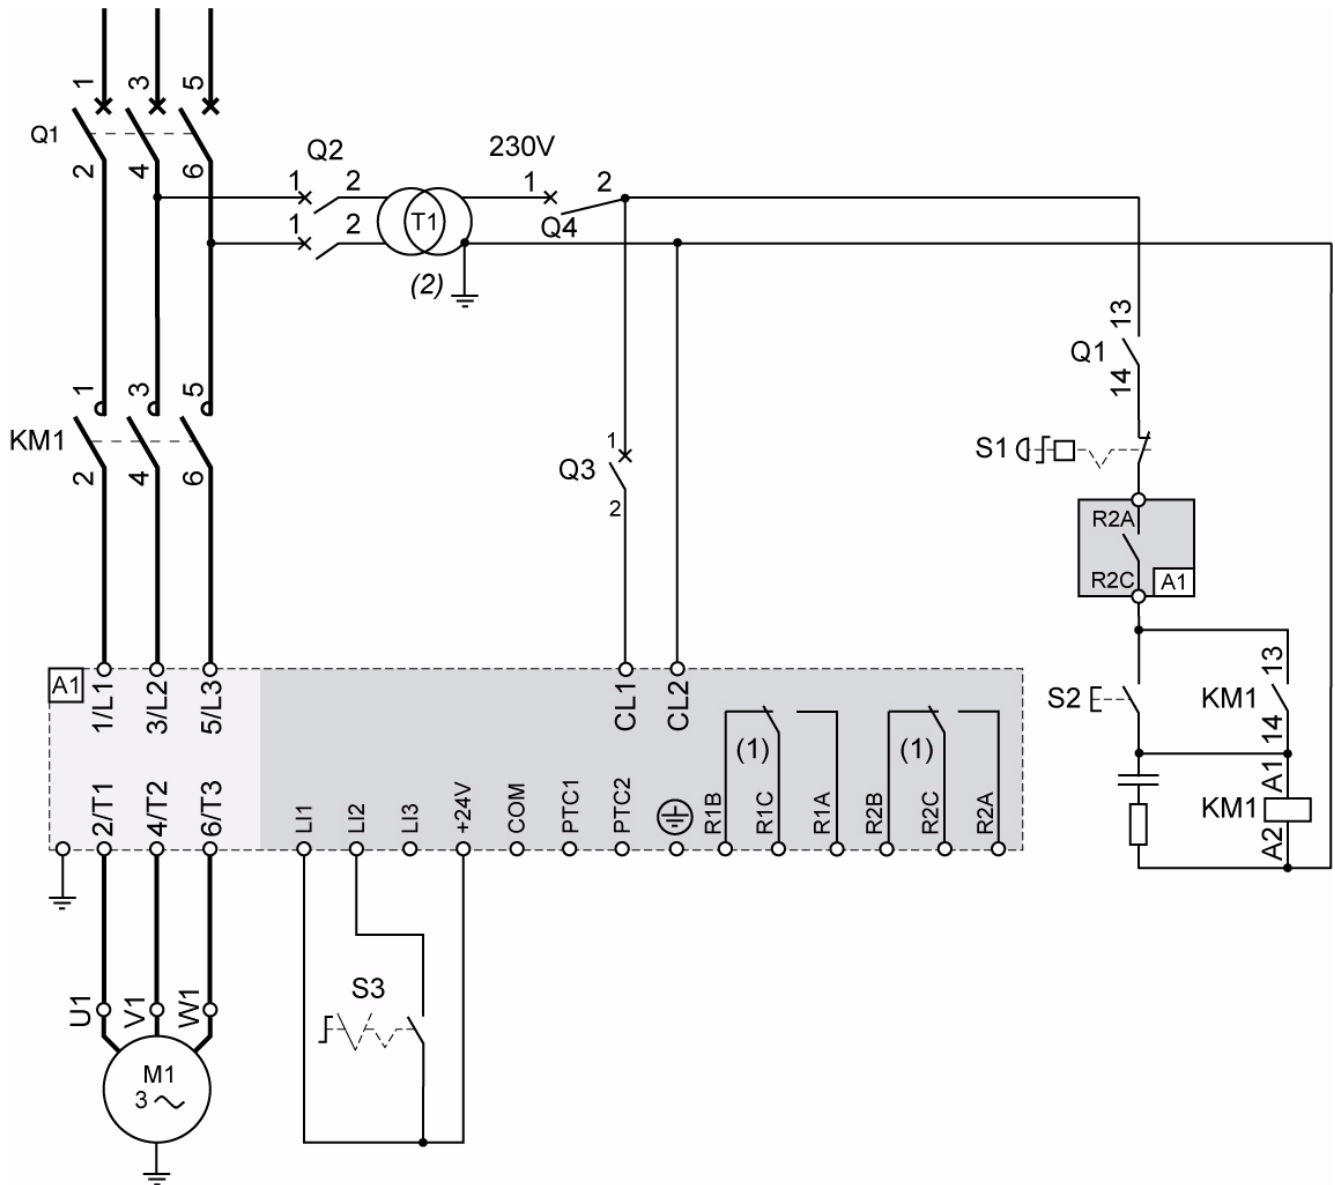 1 3 5
Q1
2 4 6
Q2
230V
1 2
1 2
1 2
T1
Q4
(2)
13
Q1
14
1 3 5
KM1
2 4 6
1
Q3
2
S1
R2A
R2C A1
A1
1/L1 3/L2 5/L3
CL1 CL2
S2
13
KM1
14
(1) (1)
2/T1 4/T2 6/T3
LI1 LI2 LI3 +24V COM PTC1 PTC2 R1B R1C R1A R2B R2C R2A
A1
KM1
A2
S3
U1 V1 W1
M1
3